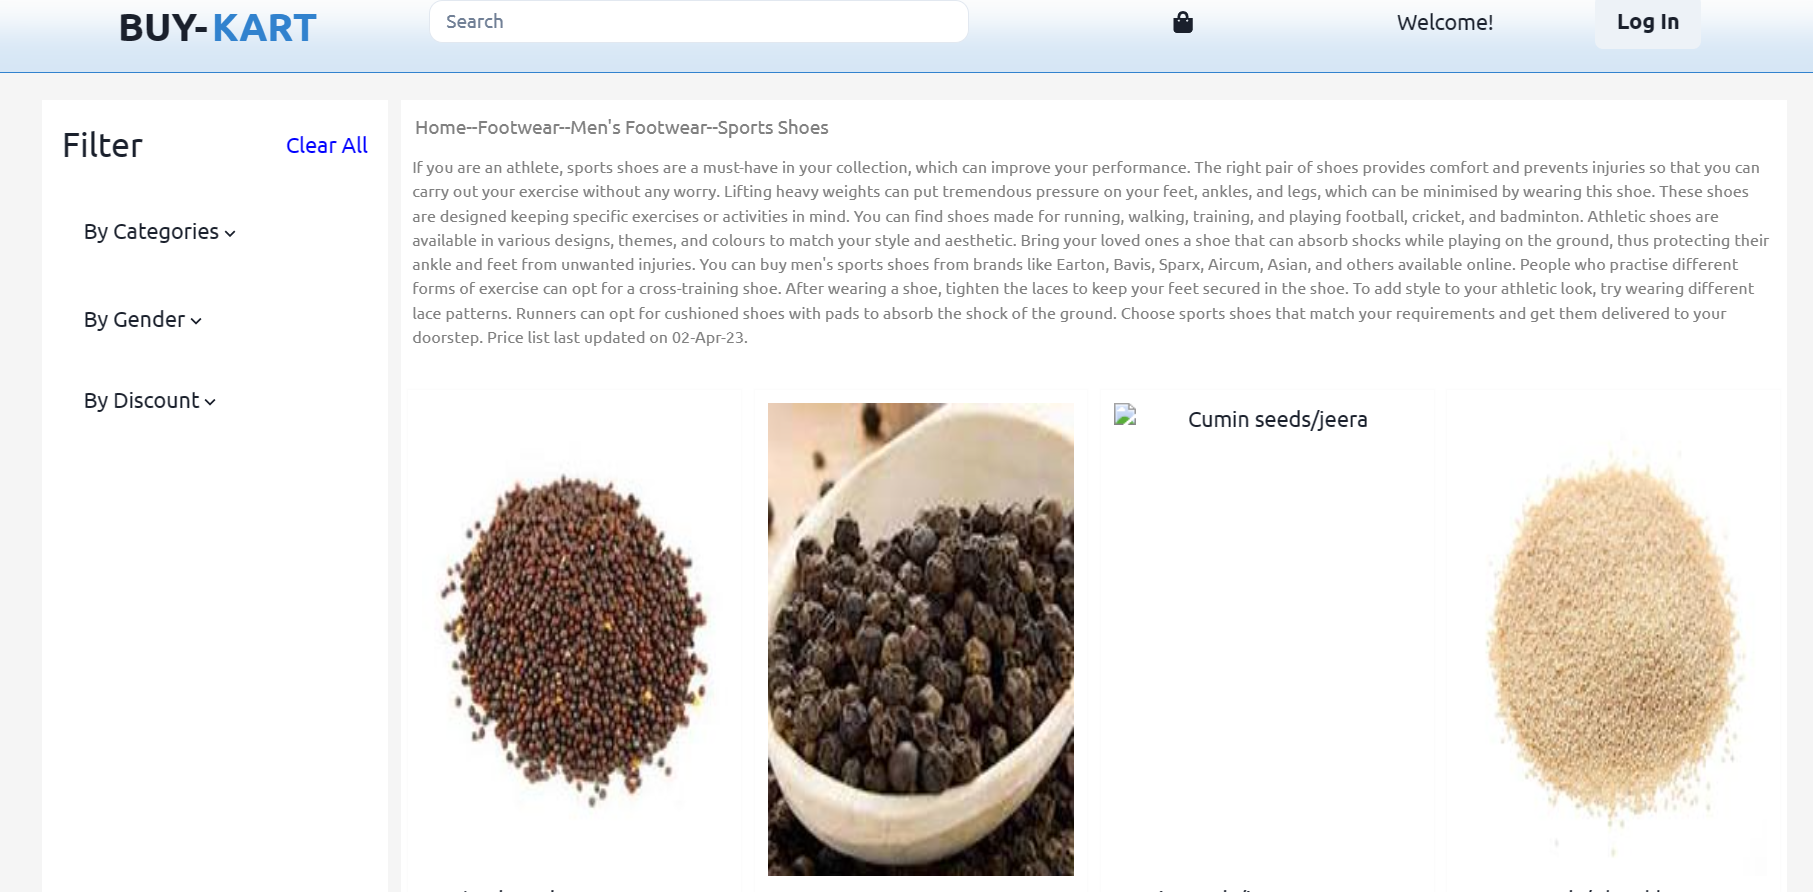 BUY-KART
Search
Welcome!
Log In
Filter
Clear All
By Categories
By Gender
By Discount
Home--Footwear--Men's Footwear--Sports Shoes
If you are an athlete, sports shoes are a must-have in your collection, which can improve your performance. The right pair of shoes provides comfort and prevents injuries so that you can
carry out your exercise without any worry. Lifting heavy weights can put tremendous pressure on your feet, ankles, and legs, which can be minimised by wearing this shoe. These shoes
are designed keeping specific exercises or activities in mind. You can find shoes made for running, walking, training, and playing football, cricket, and badminton. Athletic shoes are
available in various designs, themes, and colours to match your style and aesthetic. Bring your loved ones a shoe that can absorb shocks while playing on the ground, thus protecting their
ankle and feet from unwanted injuries. You can buy men's sports shoes from brands like Earton, Bavis, Sparx, Aircum, Asian, and others available online. People who practise different
forms of exercise can opt for a cross-training shoe. After wearing a shoe, tighten the laces to keep your feet secured in the shoe. To add style to your athletic look, try wearing different
lace patterns. Runners can opt for cushioned shoes with pads to absorb the shock of the ground. Choose sports shoes that match your requirements and get them delivered to your
doorstep. Price list last updated on 02-Apr-23.
Cumin seeds/jeera